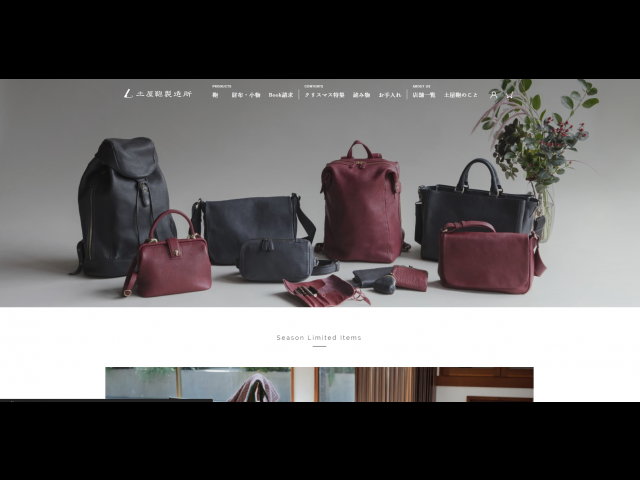 土屋鞄製造所
PRODUCTS
鞄 財布・小物 Book請求
CONTENTS
クリスマス特集 読み物 お手入れ
ABOUT US
店舗一覧 土屋鞄のこと
Season Limited Items